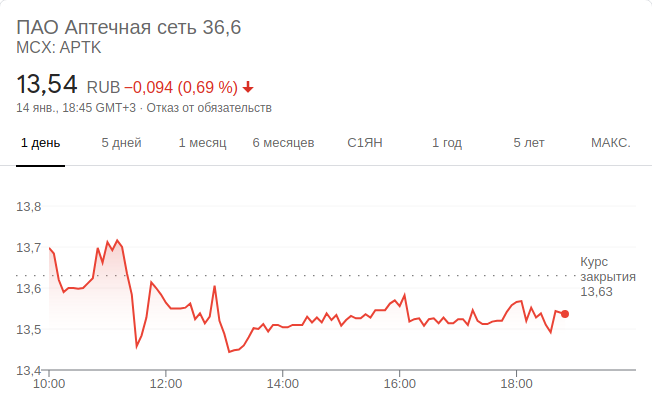 ПАО Аптечная сеть 36,6
MCX: APTK
13,54 RUB −0,094 (0,69 %)
14 янв., 18:45 GMT+3 · Отказ от обязательств
1 день 5 дней 1 месяц 6 месяцев С1ЯН 1 год 5 лет МАКС.
13,8
13,7
13,6
13,5
13,4
Курс
закрытия
13,63
10:00 12:00 14:00 16:00 18:00